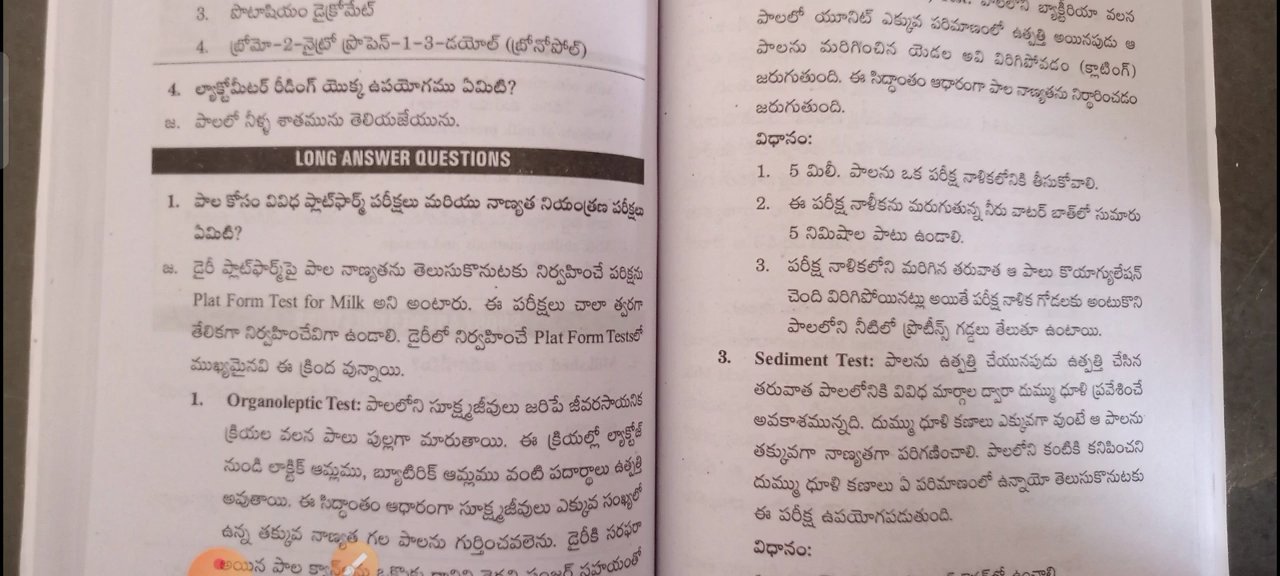 3. పొటాషియం డైక్రోమేట్
4. బ్రోమో-2-నైట్రో ప్రొపెన్-1-3-డయోల్ (బ్రోనోపోల్)
4. ల్యాక్టోమీటర్ రీడింగ్ యొక్క ఉపయోగము ఏమిటి?
జ. పాలలో నీళ్ళ శాతమును తెలియజేయును.
LONG ANSWER QUESTIONS
1. పాల కోసం వివిధ ప్లాట్‌ఫార్మ్ పరీక్షలు మరియు నాణ్యత నియంత్రణ పరీక్షలు
ఏమిటి?
జ. డైరీ ప్లాట్‌ఫార్మ్‌పై పాల నాణ్యతను తెలుసుకొనుటకు నిర్వహించే పరిక్షను
Plat Form Test for Milk అని అంటారు. ఈ పరీక్షలు చాలా త్వరగా
తేలికగా నిర్వహించేవిగా ఉండాలి. డైరీలో నిర్వహించే Plat Form Testsలో
ముఖ్యమైనవి ఈ క్రింద వున్నాయి.
1. Organoleptic Test: పాలలోని సూక్ష్మజీవులు జరిపే జీవరసాయనిక
క్రియల వలన పాలు పుల్లగా మారుతాయి. ఈ క్రియల్లో ల్యాక్టోజ్
నుండి లాక్టిక్ ఆమ్లము, బ్యూటిరిక్ ఆమ్లము వంటి పదార్థాలు ఉత్పత్తి
అవుతాయి. ఈ సిద్ధాంతం ఆధారంగా సూక్ష్మజీవులు ఎక్కువ సంఖ్యలో
ఉన్న తక్కువ నాణ్యత గల పాలను గుర్తించవలెను. డైరీకి సరఫరా
అయిన పాల
పాలలోని బ్యాక్టీరియా వలన
పాలలో యూనిట్ ఎక్కువ పరిమాణంలో ఉత్పత్తి అయినపుడు ఆ
పాలను మరిగించిన యెడల అవి విరిగిపోవడం (క్లాటింగ్)
జరుగుతుంది. ఈ సిద్ధాంతం ఆధారంగా పాల నాణ్యతను నిర్ధారించడం
జరుగుతుంది.
విధానం:
1. 5 మిలీ. పాలను ఒక పరీక్ష నాళికలోనికి తీసుకోవాలి.
2. ఈ పరీక్ష నాళీకను మరుగుతున్న నీరు వాటర్ బాత్‌లో సుమారు
5 నిమిషాల పాటు ఉండాలి.
3. పరీక్ష నాళికలోని మరిగిన తరువాత ఆ పాలు కొయాగ్యులేషన్
చెంది విరిగిపోయినట్లు అయితే పరీక్ష నాళిక గోడలకు అంటుకొని
పాలలోని నీటిలో ప్రొటీన్స్ గడ్డలు తేలుతూ ఉంటాయి.
3. Sediment Test: పాలను ఉత్పత్తి చేయునపుడు ఉత్పత్తి చేసిన
తరువాత పాలలోనికి వివిధ మార్గాల ద్వారా దుమ్ము ధూళి ప్రవేశించే
అవకాశమున్నది. దుమ్ము ధూళి కణాలు ఎక్కువగా వుంటే ఆ పాలను
తక్కువగా నాణ్యతగా పరిగణించాలి. పాలలోని కంటికి కనిపించని
దుమ్ము ధూళి కణాలు ఏ పరిమాణంలో ఉన్నాయో తెలుసుకొనుటకు
ఈ పరీక్ష ఉపయోగపడుతుంది.
విధానం: